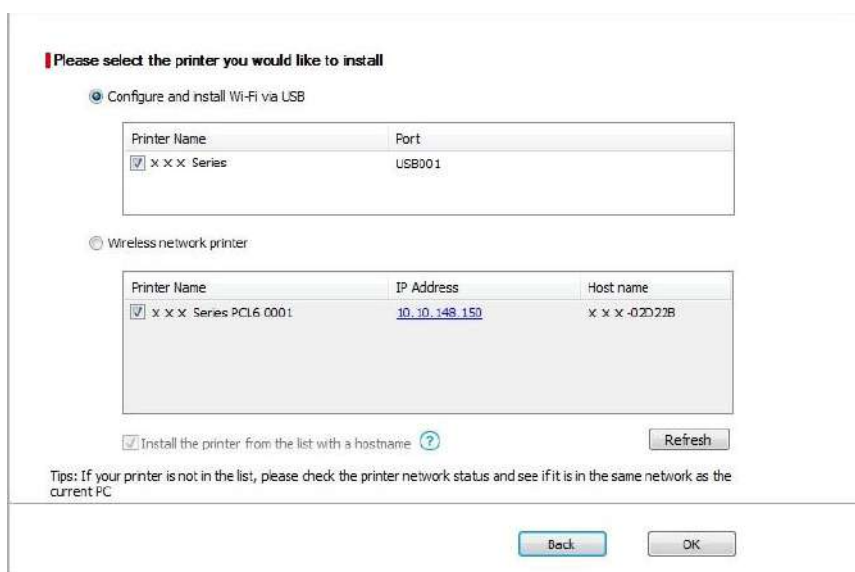 Please select the printer you would like to install
Configure and install Wi-Fi via USB
Printer Name Port
X X X Series USB001
Wireless network printer
Printer Name IP Address Host name
X X X Series PCL6 0001 10.10.148.150 X X X -02D22B
Install the printer from the list with a hostname ?
Refresh
Tips: If your printer is not in the list, please check the printer network status and see if it is in the same network as the
current PC
Back OK